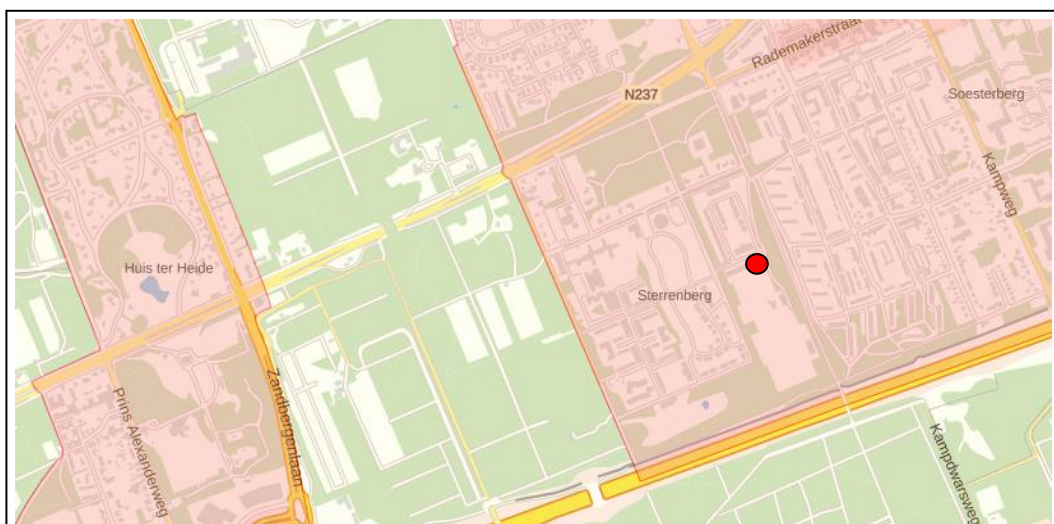 Rademakerstraat
N237
Soesterberg
Kampweg
Huis ter Heide
Sterrenberg
Zandbergenlaan
Prins Alexanderweg
Kampdwarsweg